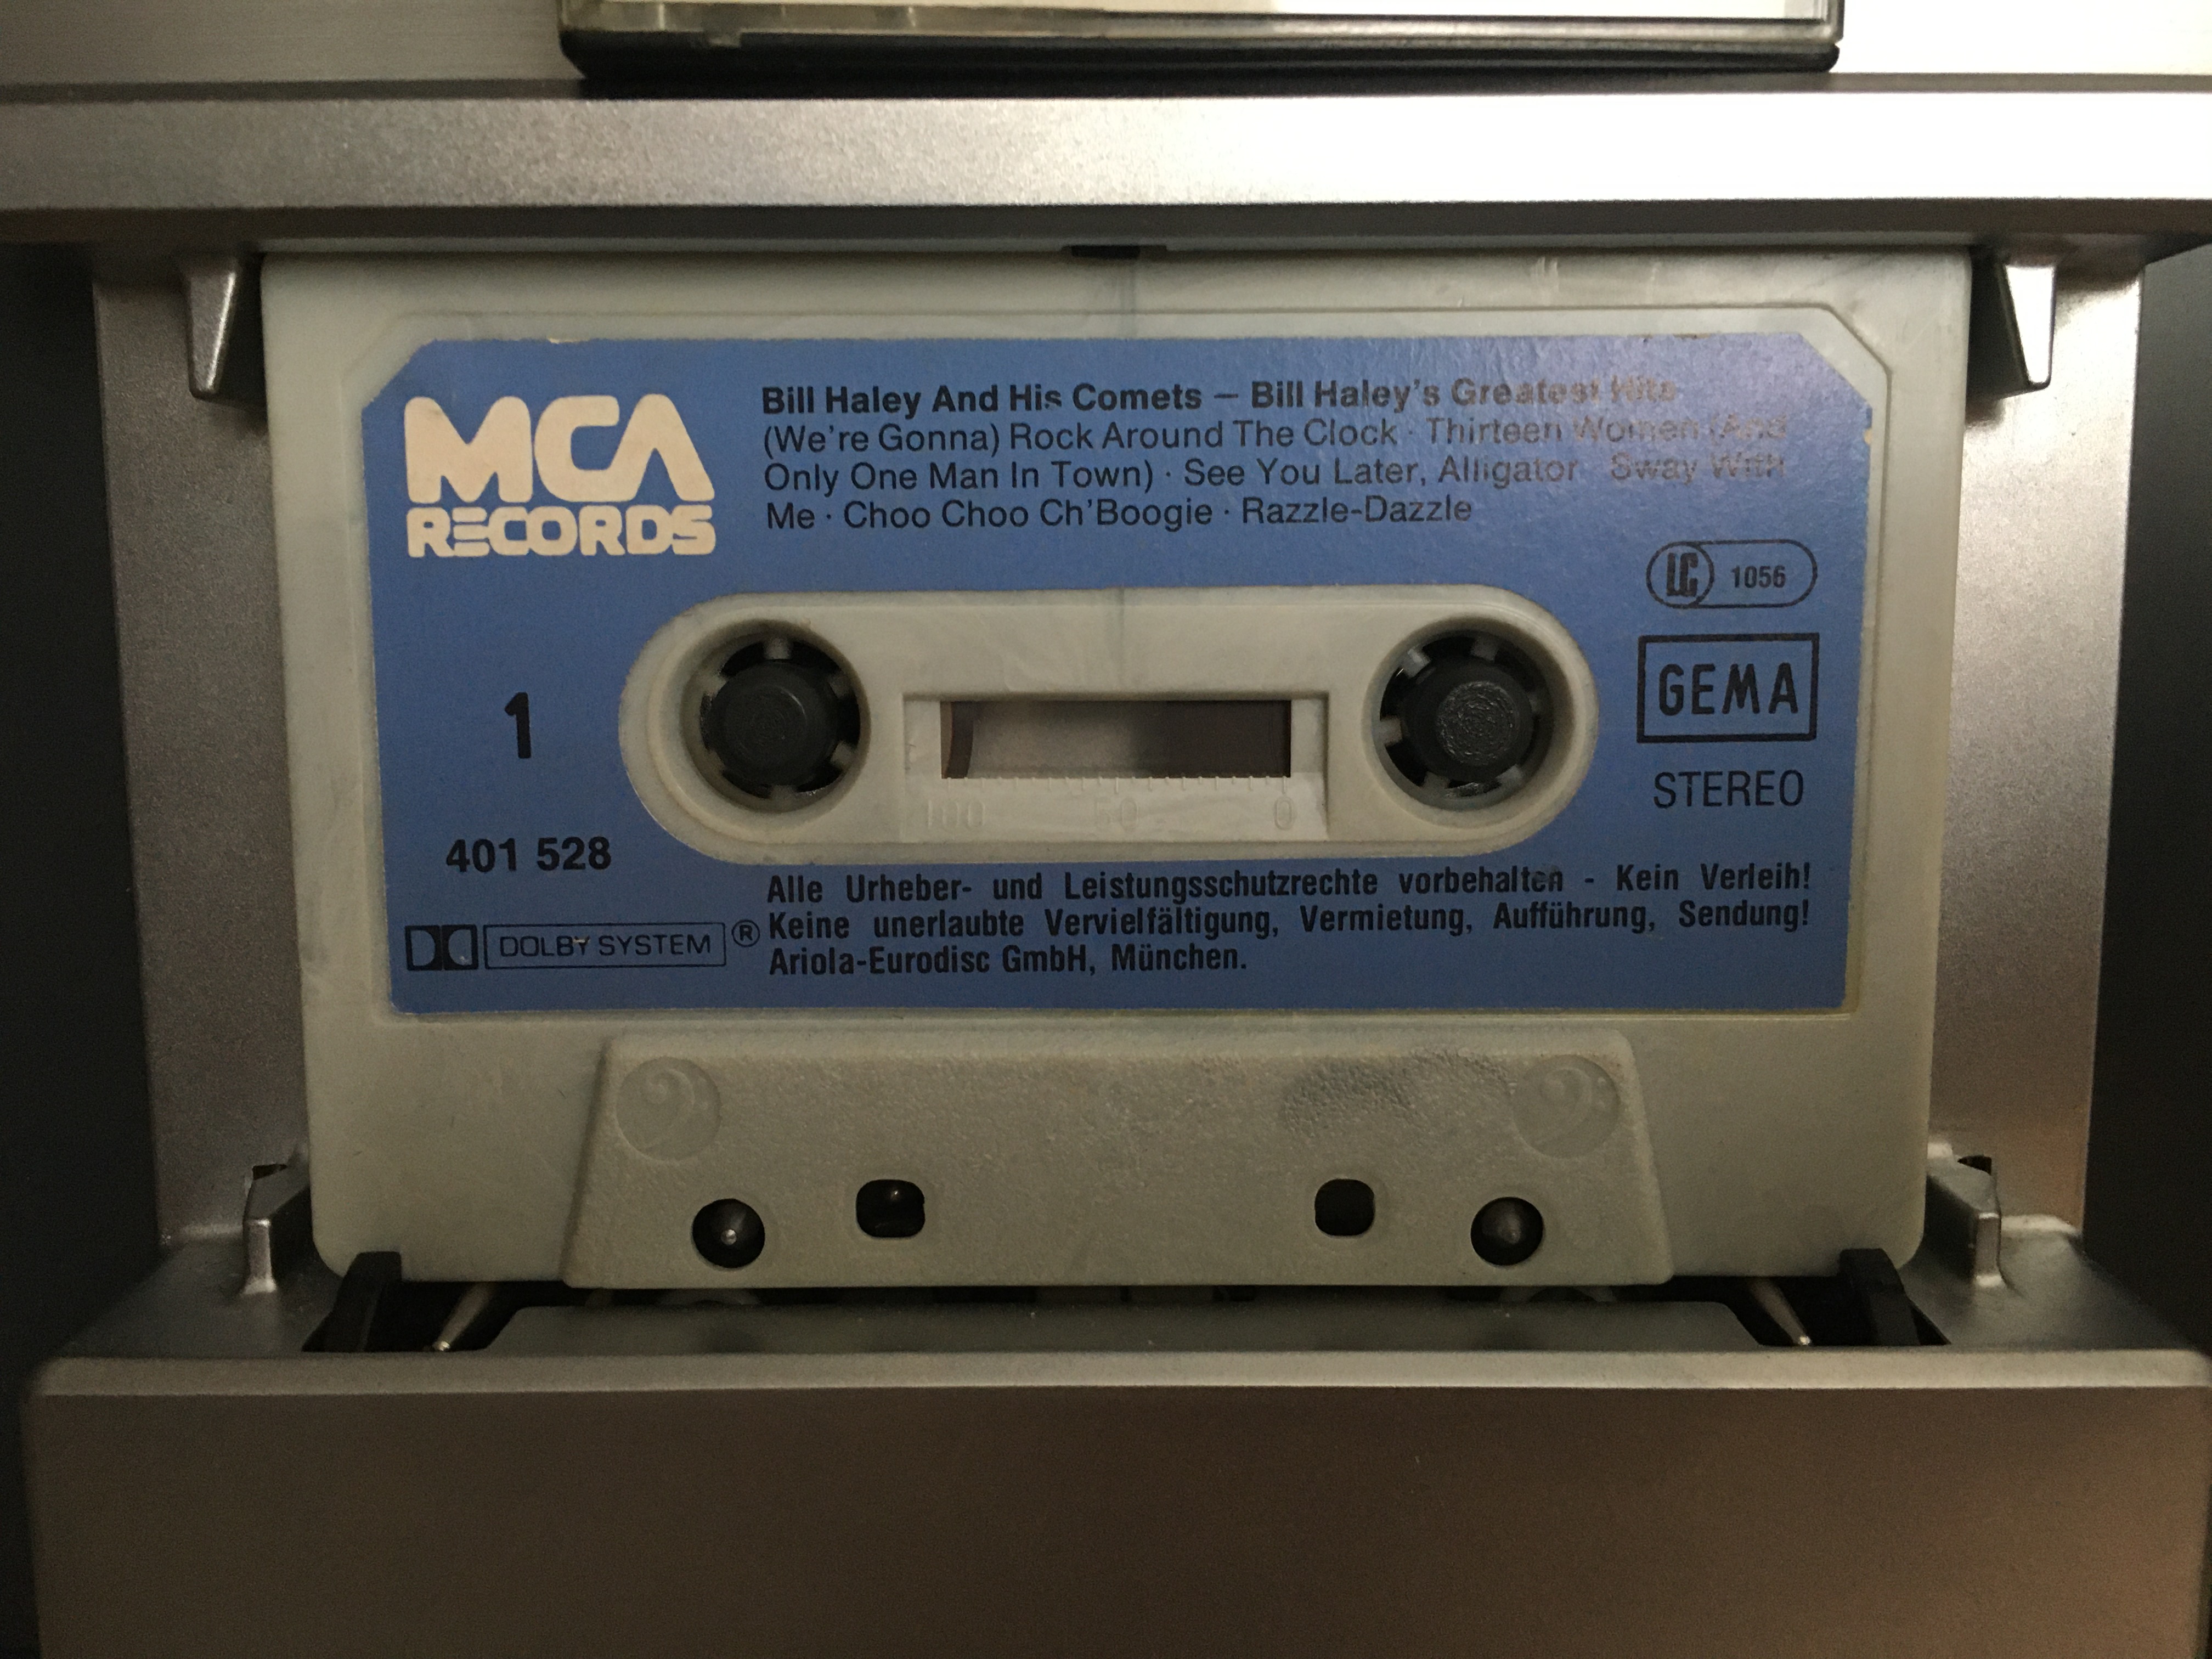 MCA
RECORDS
Bill Haley And His Comets – Bill Haley's Greatest Hits
(We're Gonna) Rock Around The Clock · Thirteen Women (And
Only One Man In Town) · See You Later, Alligator · Sway With
Me · Choo Choo Ch'Boogie · Razzle-Dazzle
LC 1056
GEMA
STEREO
1
401 528
100 50 0
DOLBY SYSTEM ®
Alle Urheber- und Leistungsschutzrechte vorbehalten - Kein Verleih!
Keine unerlaubte Vervielfältigung, Vermietung, Aufführung, Sendung!
Ariola-Eurodisc GmbH, München.